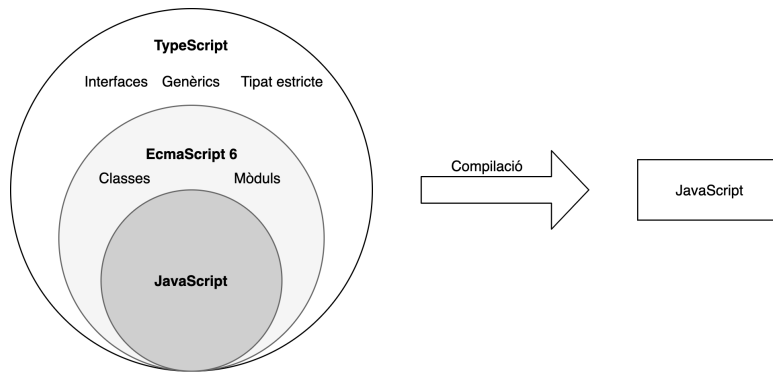 TypeScript
Interfaces Genèrics Tipat estricte
EcmaScript 6
Classes Mòduls
JavaScript
Compilació
JavaScript